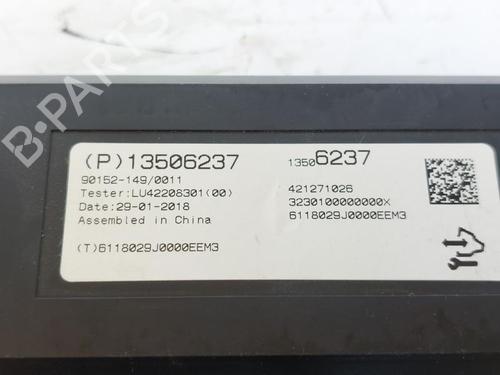 B-PARTS
(P)13506237
90152-149/0011
Tester:LU42208301(00)
Date:29-01-2018
Assembled in China
(T)6118029J0000EEM3
13506237
421271026
3230100000000X
6118029J0000EEM3